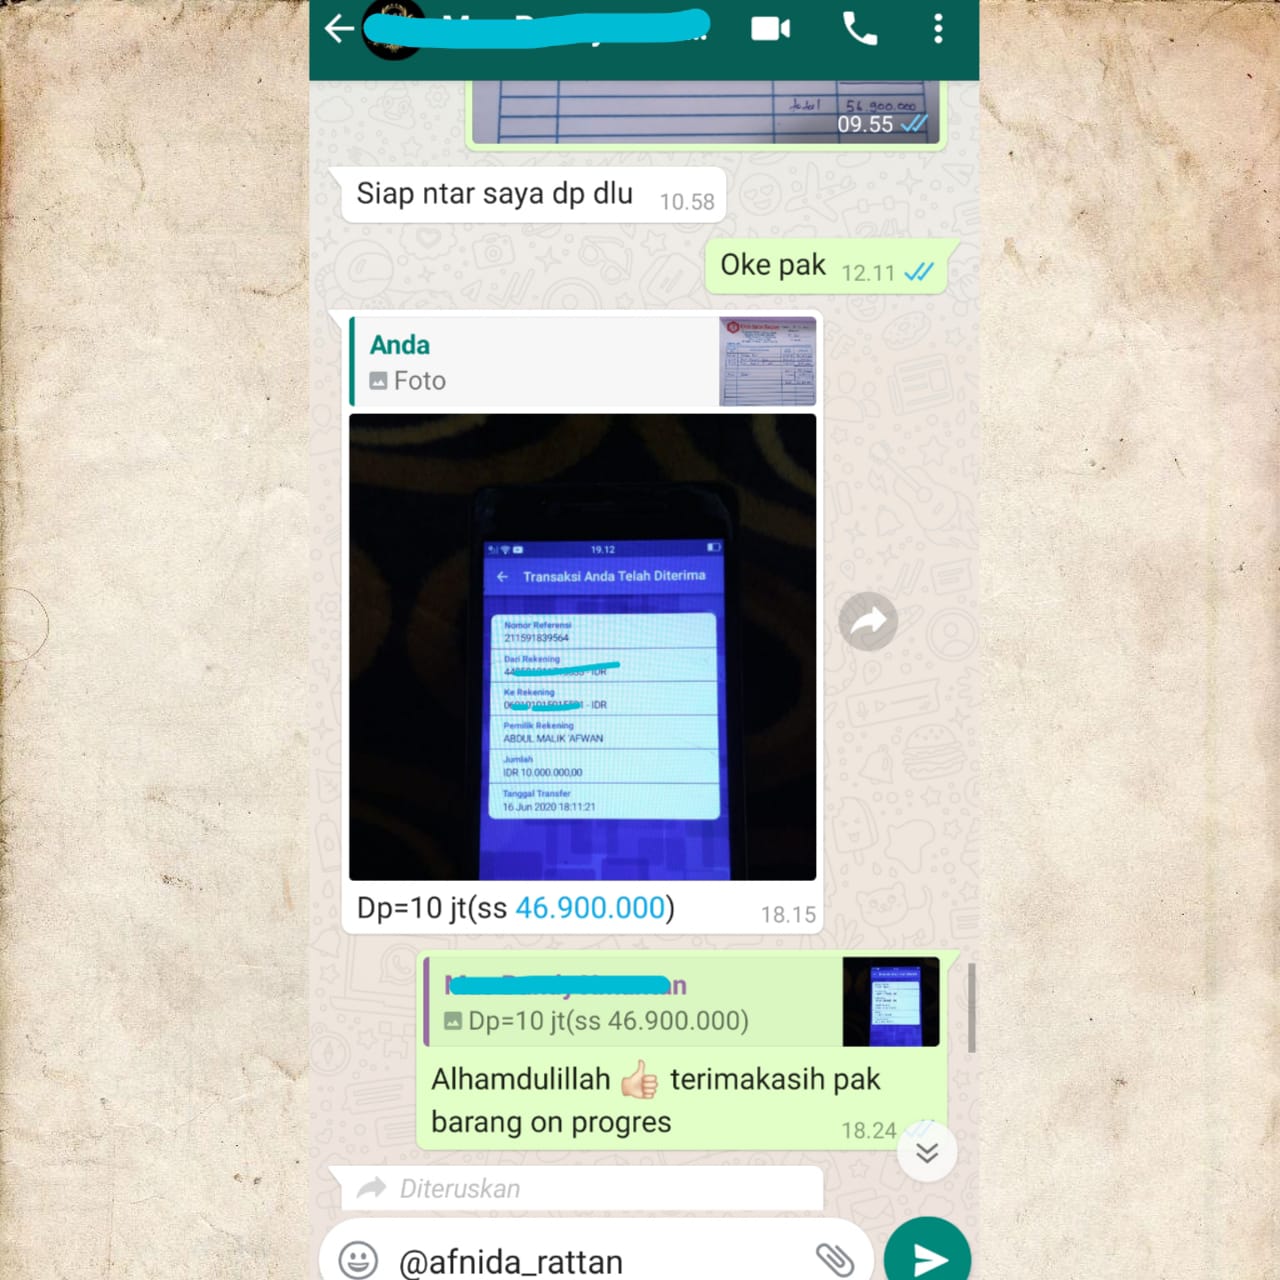 total 56.900.000
09.55
Siap ntar saya dp dlu 10.58
Oke pak 12.11
Anda
Foto
19.12
Transaksi Anda Telah Diterima
Nomor Referensi
211591839564
Dari Rekening
- IDR
Ke Rekening
- IDR
Pemilik Rekening
ABDUL MALIK AFWAN
Jumlah
IDR 10.000.000,00
Tanggal Transfer
16 Jun 2020 18:11:21
Dp=10 jt(ss 46.900.000) 18.15
Dp=10 jt(ss 46.900.000)
Alhamdulillah 👍🏻 terimakasih pak
barang on progres 18.24
Diteruskan
@afnida_rattan